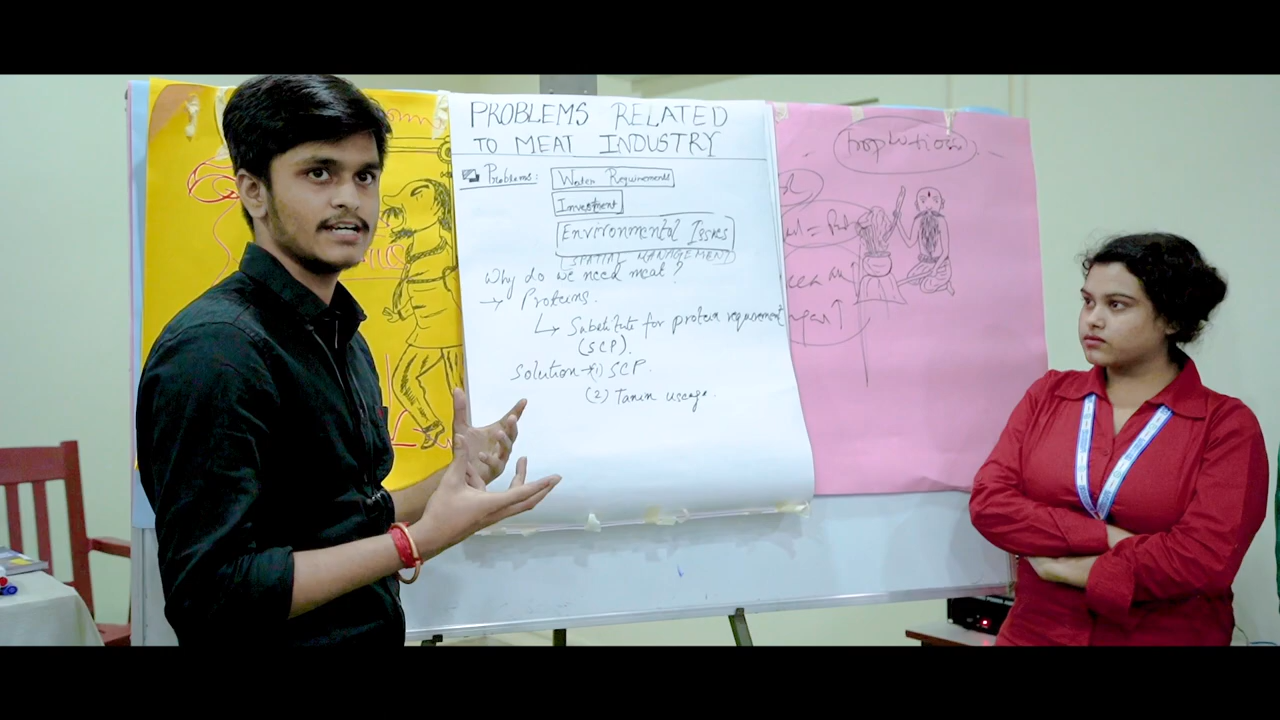 PROBLEMS RELATED
TO MEAT INDUSTRY
Problems:
Water Requirements
Investment
Environmental Issues
SPATIAL MANAGEMENT
Why do we need meat?
→ Proteins.
↳ Substitute for protein requirement
(SCP).
Solution → (1) SCP.
(2) Tanin usage.